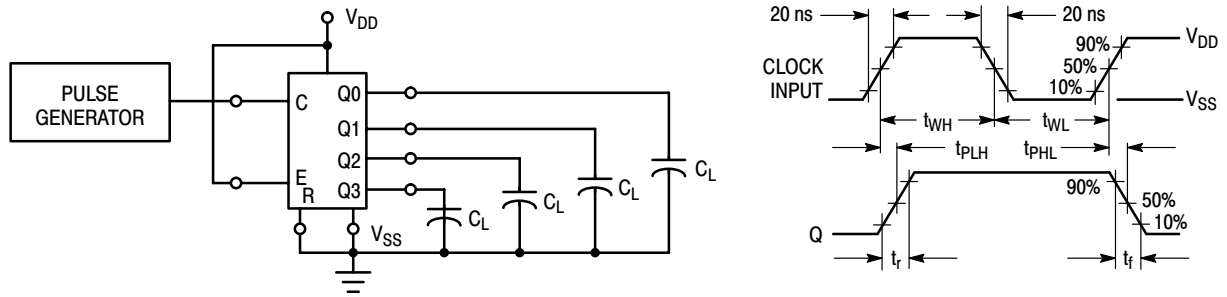 V_DD
PULSE
GENERATOR
C
E
R
Q0
Q1
Q2
Q3
V_SS
C_L
C_L
C_L
C_L
20 ns
20 ns
CLOCK
INPUT
90%
50%
10%
V_DD
V_SS
t_WH
t_WL
t_PLH
t_PHL
Q
90%
50%
10%
t_r
t_f